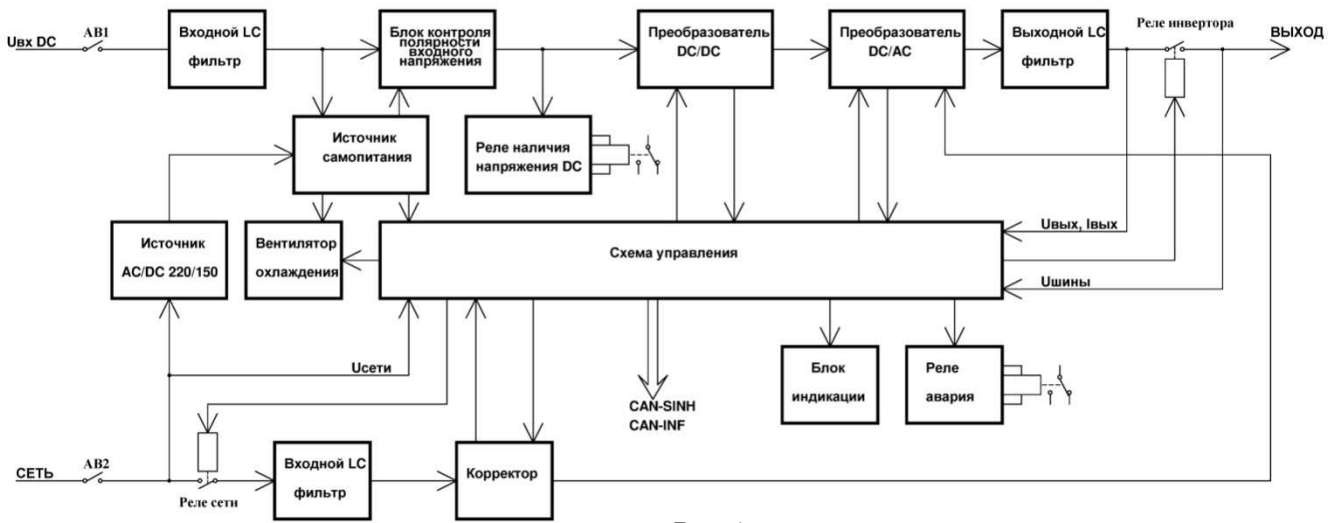 Uвх DC
АВ1
Входной LC
фильтр
Блок контроля
полярности
входного
напряжения
Преобразователь
DC/DC
Преобразователь
DC/AC
Выходной LC
фильтр
Реле инвертора
ВЫХОД
Источник
самопитания
Реле наличия
напряжения DC
Источник
AC/DC 220/150
Вентилятор
охлаждения
Схема управления
Uвых, Iвых
Uшины
Uсети
CAN-SINH
CAN-INF
Блок
индикации
Реле
авария
СЕТЬ
АВ2
Реле сети
Входной LC
фильтр
Корректор